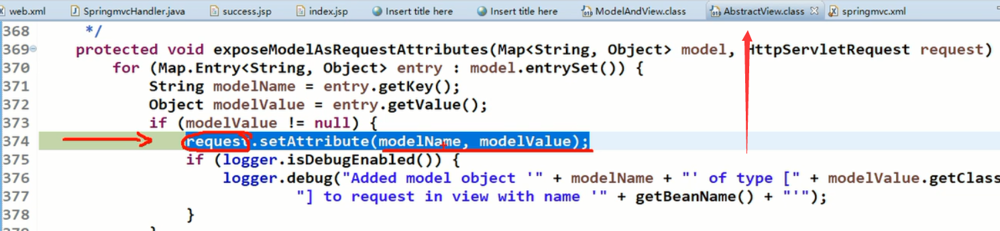 web.xml SpringmvcHandler.java success.jsp index.jsp Insert title here Insert title here ModelAndView.class AbstractView.class springmvc.xml
368 */
369 protected void exposeModelAsRequestAttributes(Map<String, Object> model, HttpServletRequest request)
370 for (Map.Entry<String, Object> entry : model.entrySet()) {
371 String modelName = entry.getKey();
372 Object modelValue = entry.getValue();
373 if (modelValue != null) {
374 request.setAttribute(modelName, modelValue);
375 if (logger.isDebugEnabled()) {
376 logger.debug("Added model object '" + modelName + "' of type [" + modelValue.getClass
377 "] to request in view with name '" + getBeanName() + "'");
378 }
}